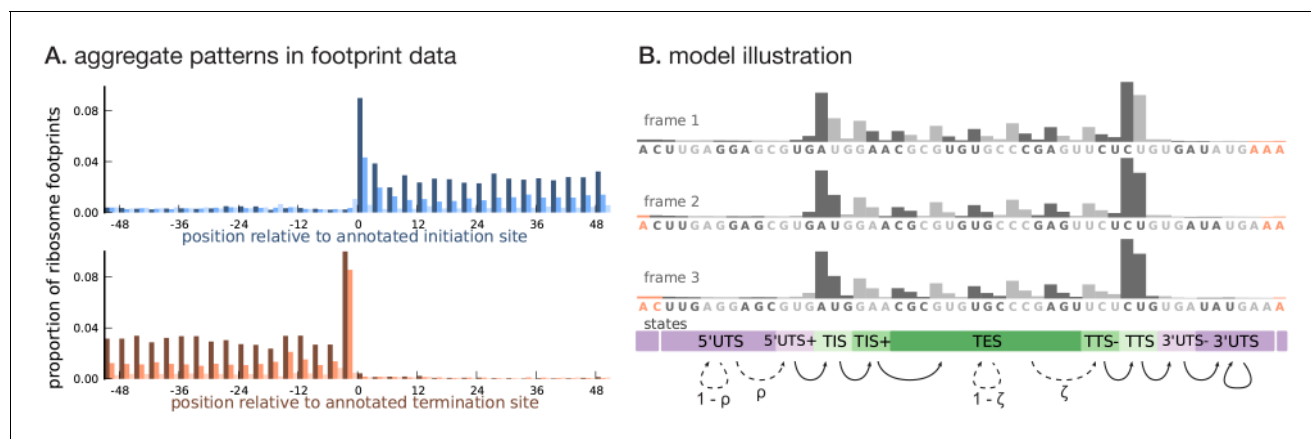 A. aggregate patterns in footprint data
proportion of ribosome footprints
0.08
0.04
0.00
-48 -36 -24 -12 0 12 24 36 48
position relative to annotated initiation site
0.08
0.04
0.00
-48 -36 -24 -12 0 12 24 36 48
position relative to annotated termination site
B. model illustration
frame 1
ACUUGAGGAGCGUGAUGGAACGCGUGUGCCCGAGUUCUCUGUGAUAUGAAA
frame 2
ACUUGAGGAGCGUGAUGGAACGCGUGUGCCCGAGUUCUCUGUGAUAUGAAA
frame 3
ACUUGAGGAGCGUGAUGGAACGCGUGUGCCCGAGUUCUCUGUGAUAUGAAA
states
5'UTS 5'UTS+ TIS TIS+ TES TTS- TTS 3'UTS- 3'UTS
1 - ρ ρ 1 - ζ ζ